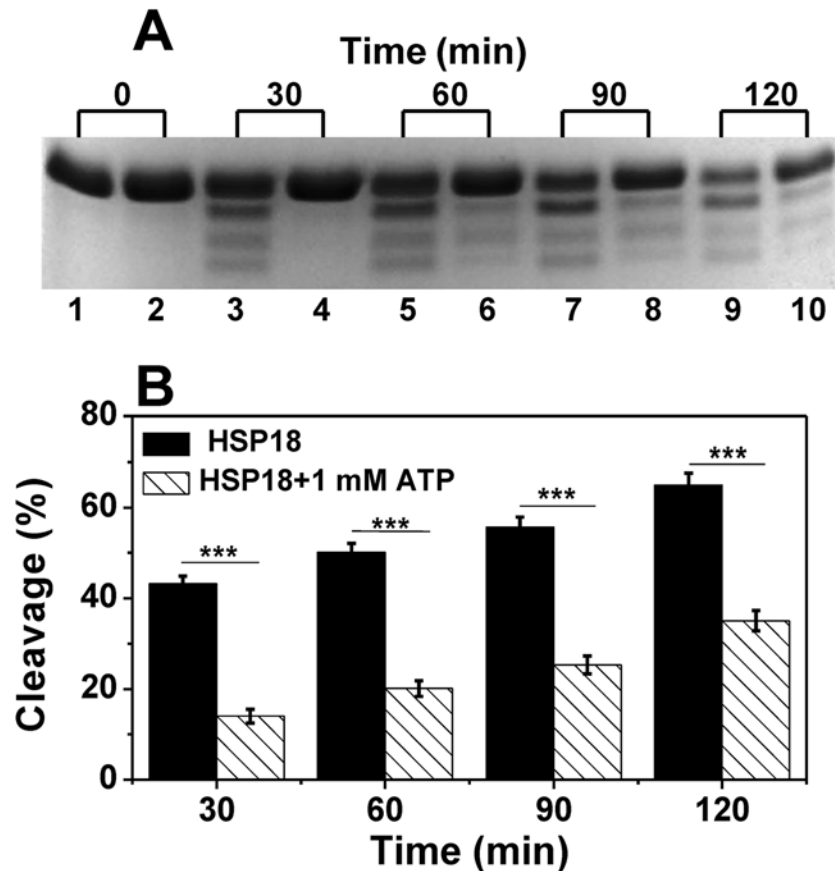 A
Time (min)
0 30 60 90 120
1 2 3 4 5 6 7 8 9 10
B
80
HSP18
HSP18+1 mM ATP
***
***
***
***
60
40
20
0
Cleavage (%)
30 60 90 120
Time (min)